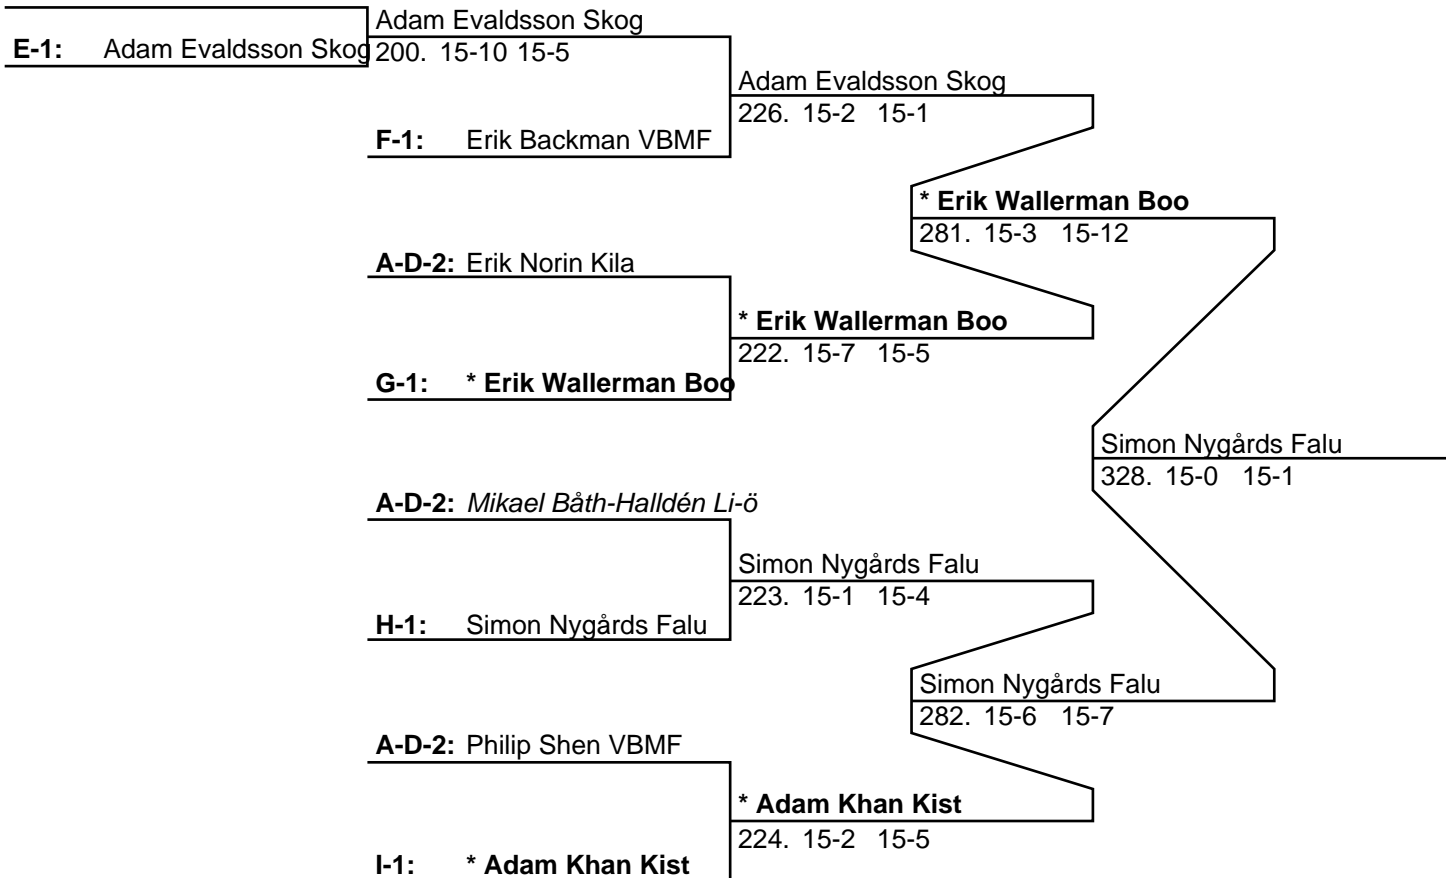 Adam Evaldsson Skog
E-1: Adam Evaldsson Skog
200. 15-10 15-5
Adam Evaldsson Skog
226. 15-2 15-1
F-1: Erik Backman VBMF
* Erik Wallerman Boo
281. 15-3 15-12
A-D-2: Erik Norin Kila
* Erik Wallerman Boo
222. 15-7 15-5
G-1: * Erik Wallerman Boo
Simon Nygårds Falu
328. 15-0 15-1
A-D-2: Mikael Båth-Halldén Li-ö
Simon Nygårds Falu
223. 15-1 15-4
H-1: Simon Nygårds Falu
Simon Nygårds Falu
282. 15-6 15-7
A-D-2: Philip Shen VBMF
* Adam Khan Kist
224. 15-2 15-5
I-1: * Adam Khan Kist